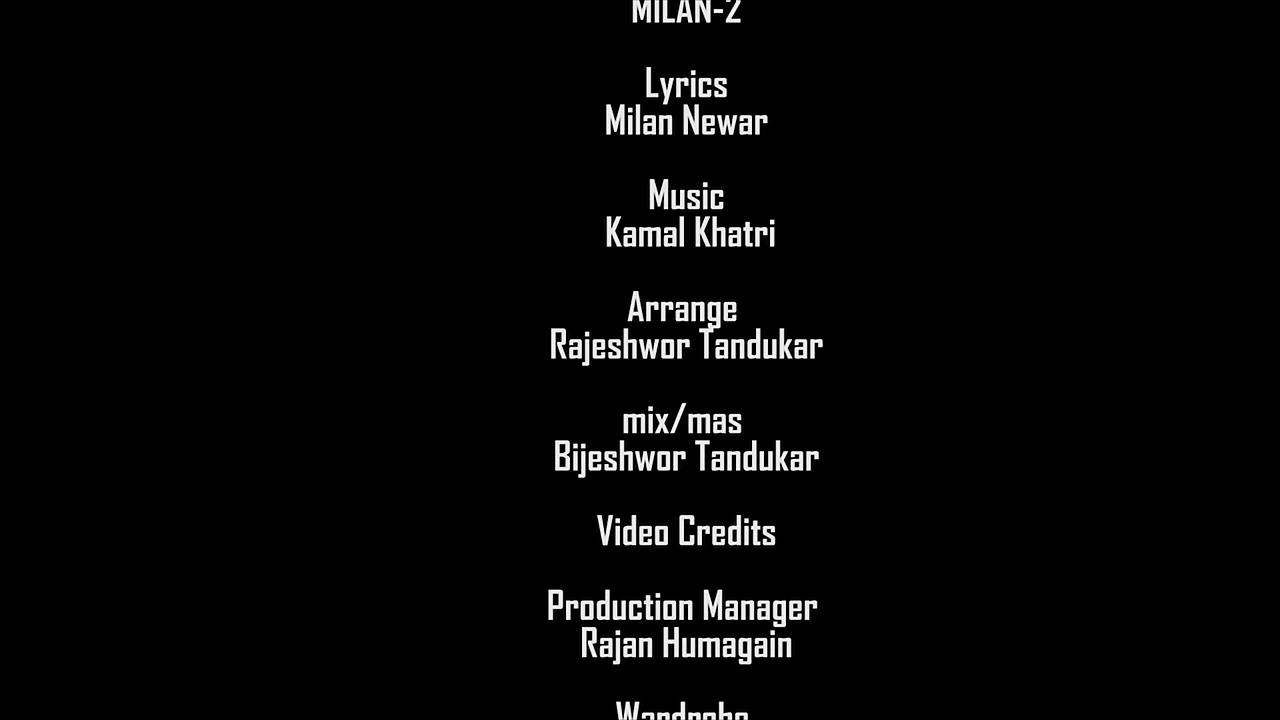 MILAN-2
Lyrics
Milan Newar
Music
Kamal Khatri
Arrange
Rajeshwor Tandukar
mix/mas
Bijeshwor Tandukar
Video Credits
Production Manager
Rajan Humagain
Wardrobe